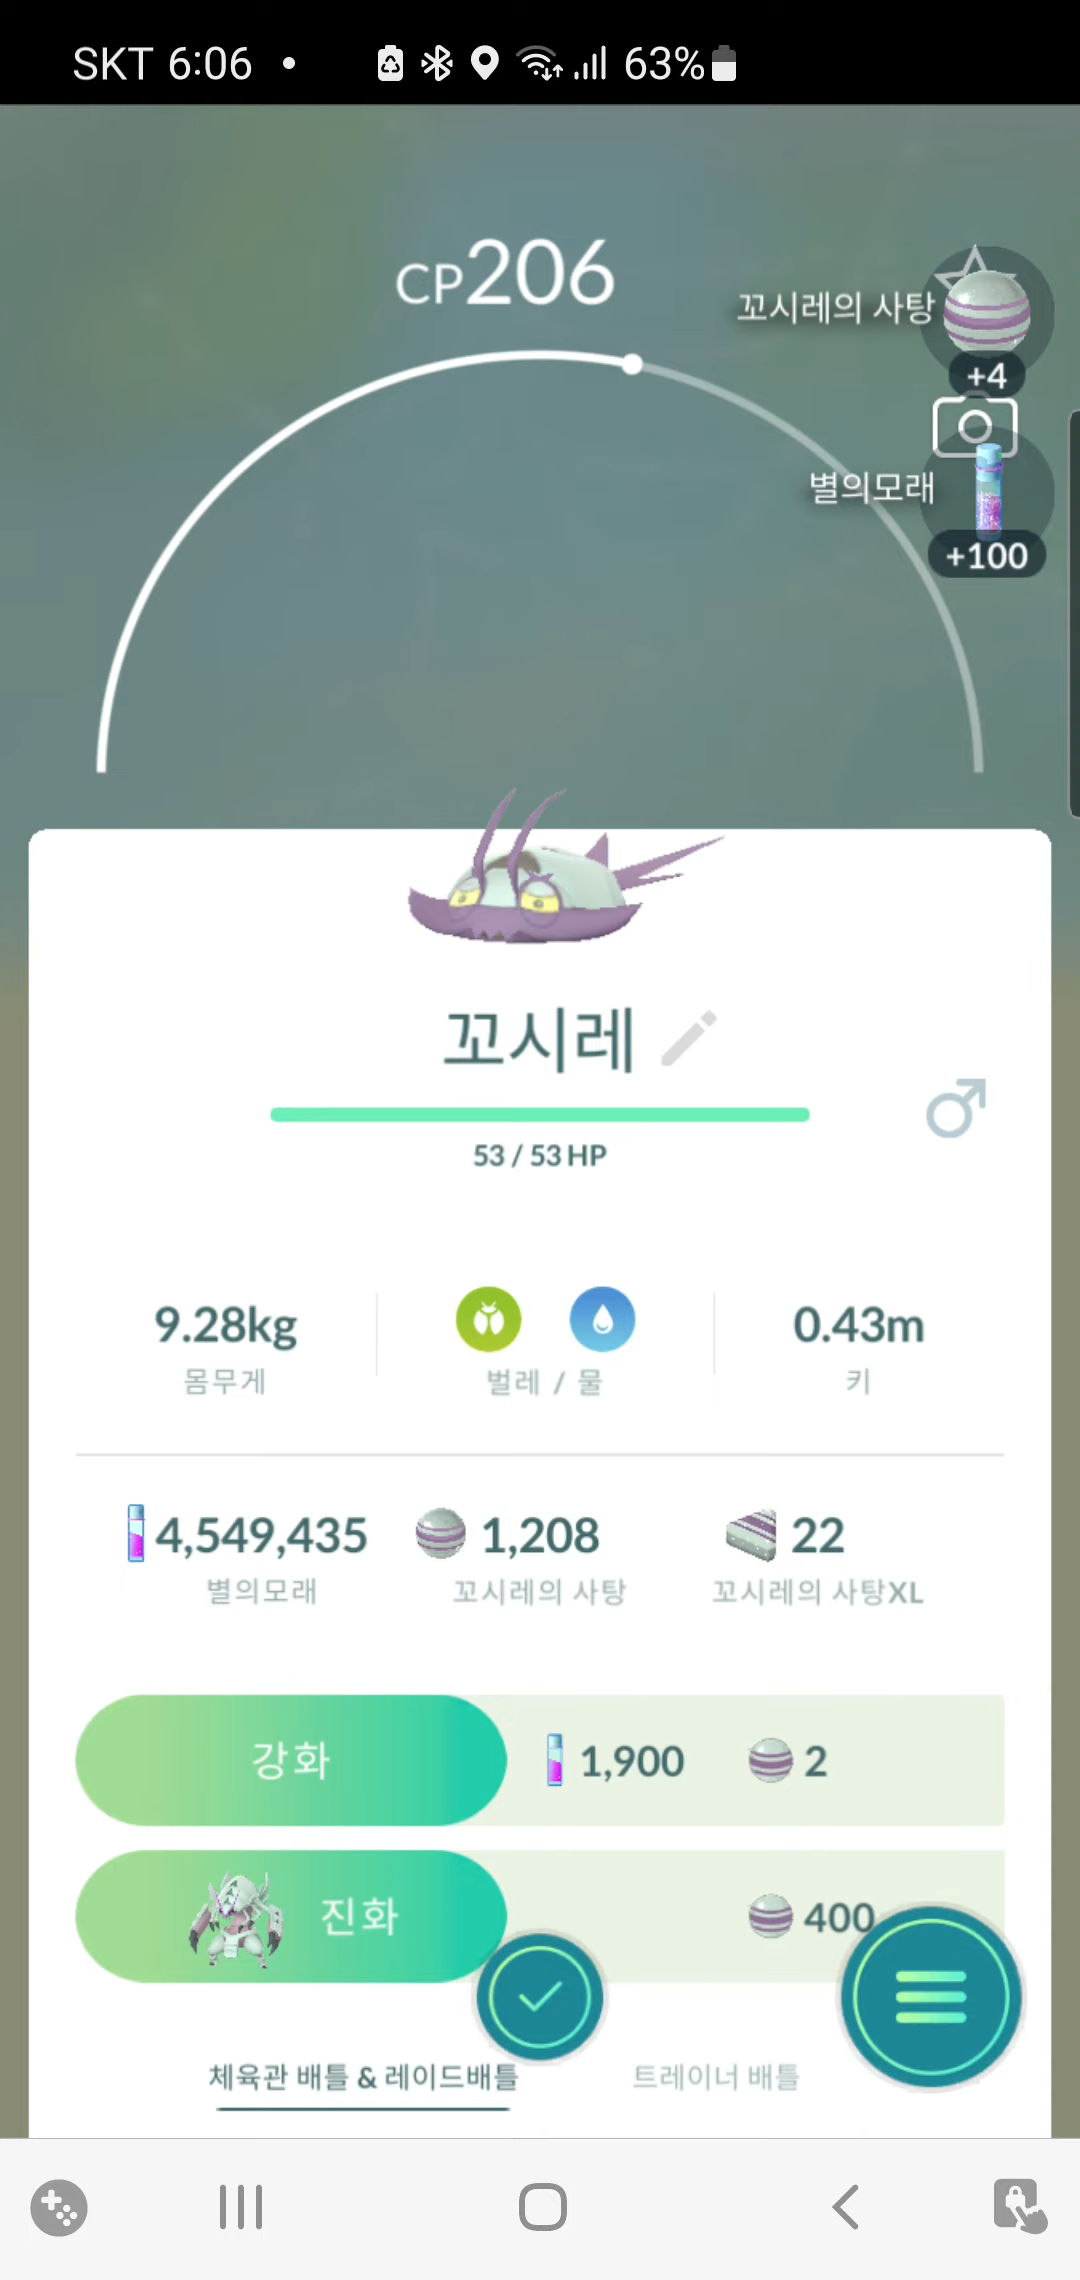 SKT 6:06 • 63%
CP206
꼬시레의 사탕
+4
별의모래
+100
꼬시레
53 / 53 HP
9.28kg
몸무게
벌레 / 물
0.43m
키
4,549,435
별의모래
1,208
꼬시레의 사탕
22
꼬시레의 사탕XL
강화 1,900 2
진화 400
체육관 배틀 & 레이드배틀 트레이너 배틀